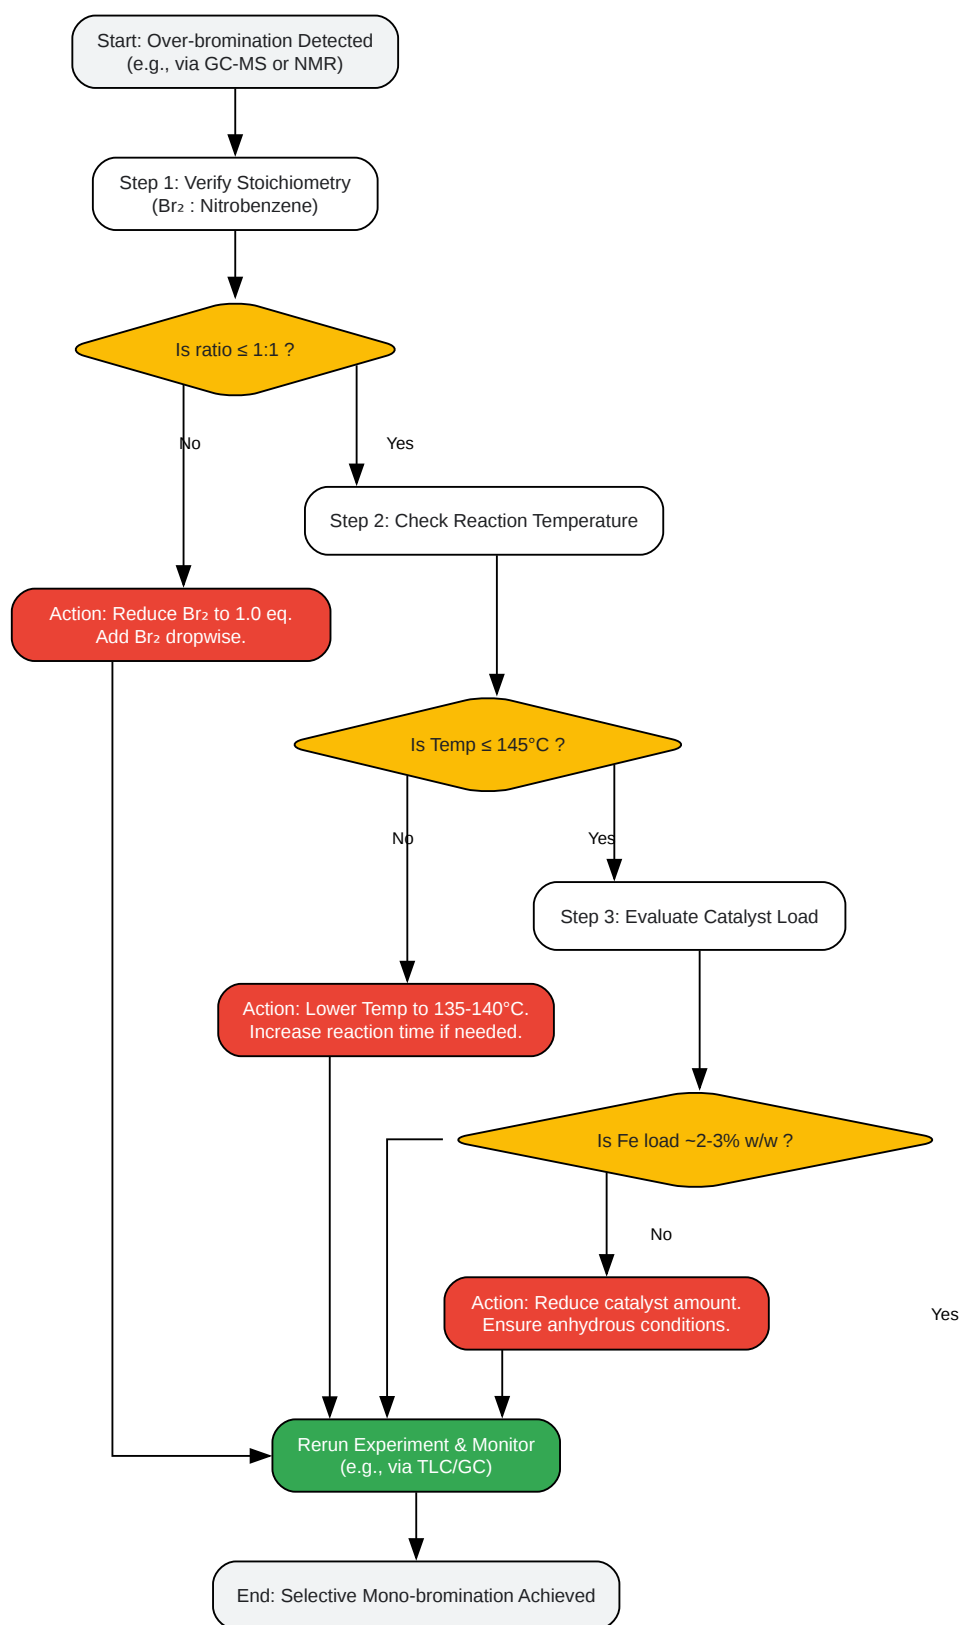 Start: Over-bromination Detected
(e.g., via GC-MS or NMR)
Step 1: Verify Stoichiometry
(Br₂ : Nitrobenzene)
Is ratio ≤ 1:1 ?
No
Yes
Step 2: Check Reaction Temperature
Action: Reduce Br₂ to 1.0 eq.
Add Br₂ dropwise.
Is Temp ≤ 145°C ?
No
Yes
Step 3: Evaluate Catalyst Load
Action: Lower Temp to 135-140°C.
Increase reaction time if needed.
Is Fe load ~2-3% w/w ?
No
Yes
Action: Reduce catalyst amount.
Ensure anhydrous conditions.
Rerun Experiment & Monitor
(e.g., via TLC/GC)
End: Selective Mono-bromination Achieved